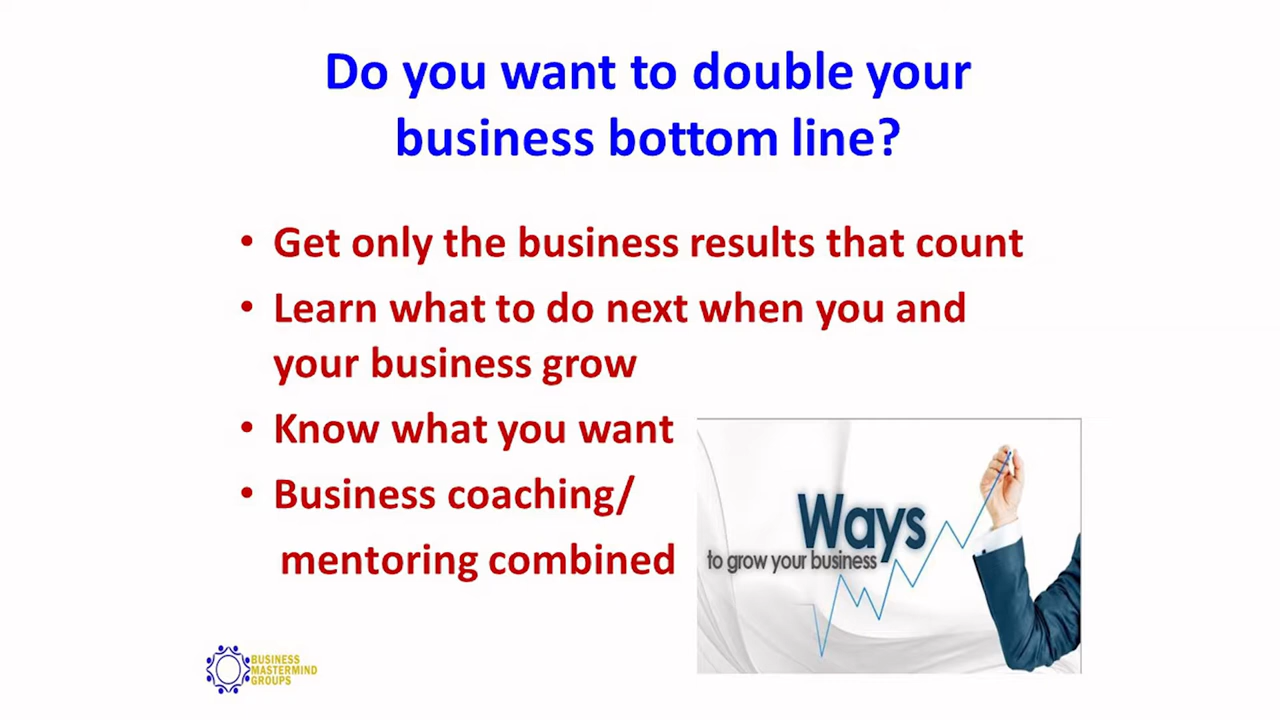 Do you want to double your
business bottom line?
• Get only the business results that count
• Learn what to do next when you and
your business grow
• Know what you want
• Business coaching/
mentoring combined
Ways
to grow your business
BUSINESS
MASTERMIND
GROUPS